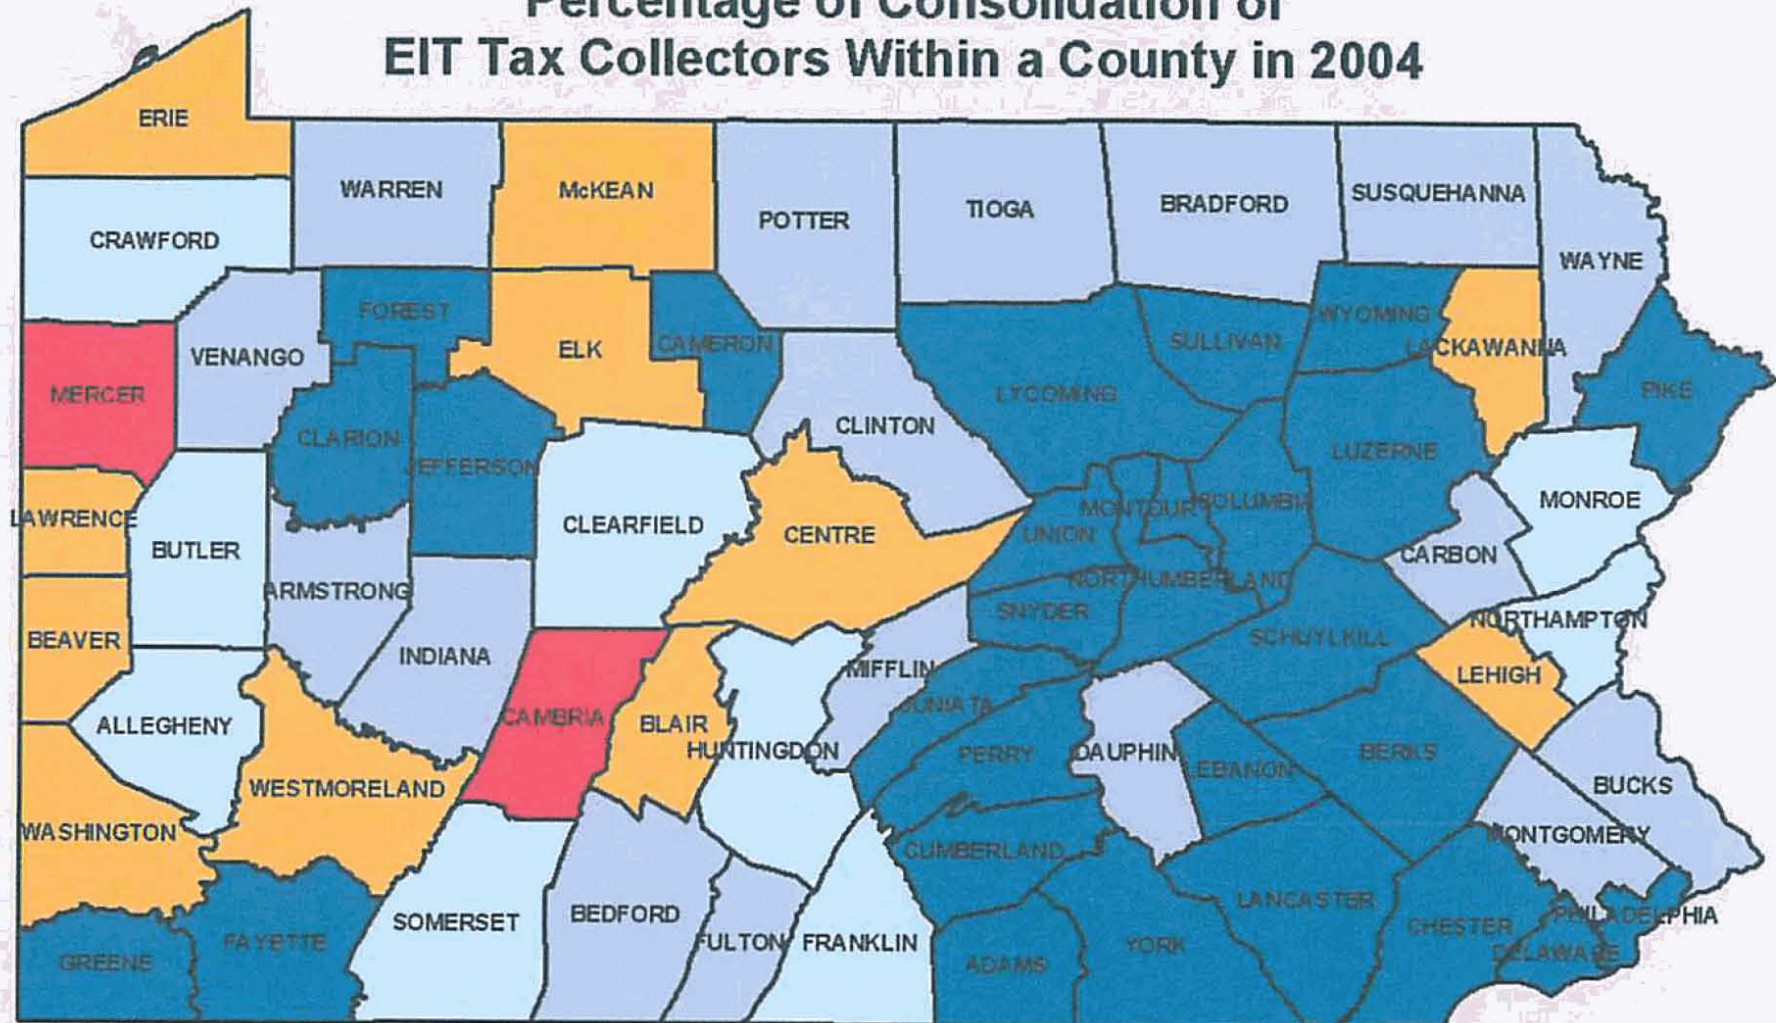 Percentage of Consolidation of
EIT Tax Collectors Within a County in 2004
ERIE
WARREN
McKEAN
POTTER
TIOGA
BRADFORD
SUSQUEHANNA
CRAWFORD
WAYNE
FOREST
WYOMING
VENANGO
ELK
CAMERON
SULLIVAN
LACKAWANNA
MERCER
LYCOMING
PIKE
CLARION
CLINTON
JEFFERSON
LUZERNE
LAWRENCE
BUTLER
CLEARFIELD
CENTRE
MONTOUR
COLUMBIA
MONROE
UNION
CARBON
ARMSTRONG
NORTHUMBERLAND
SNYDER
NORTHAMPTON
BEAVER
INDIANA
SCHUYLKILL
MIFFLIN
LEHIGH
ALLEGHENY
CAMBRIA
BLAIR
HUNTINGDON
JUNIATA
PERRY
DAUPHIN
LEBANON
BERKS
BUCKS
WESTMORELAND
WASHINGTON
MONTGOMERY
CUMBERLAND
SOMERSET
BEDFORD
LANCASTER
PHILADELPHIA
CHESTER
GREENE
FAYETTE
FULTON
FRANKLIN
ADAMS
YORK
DELAWARE